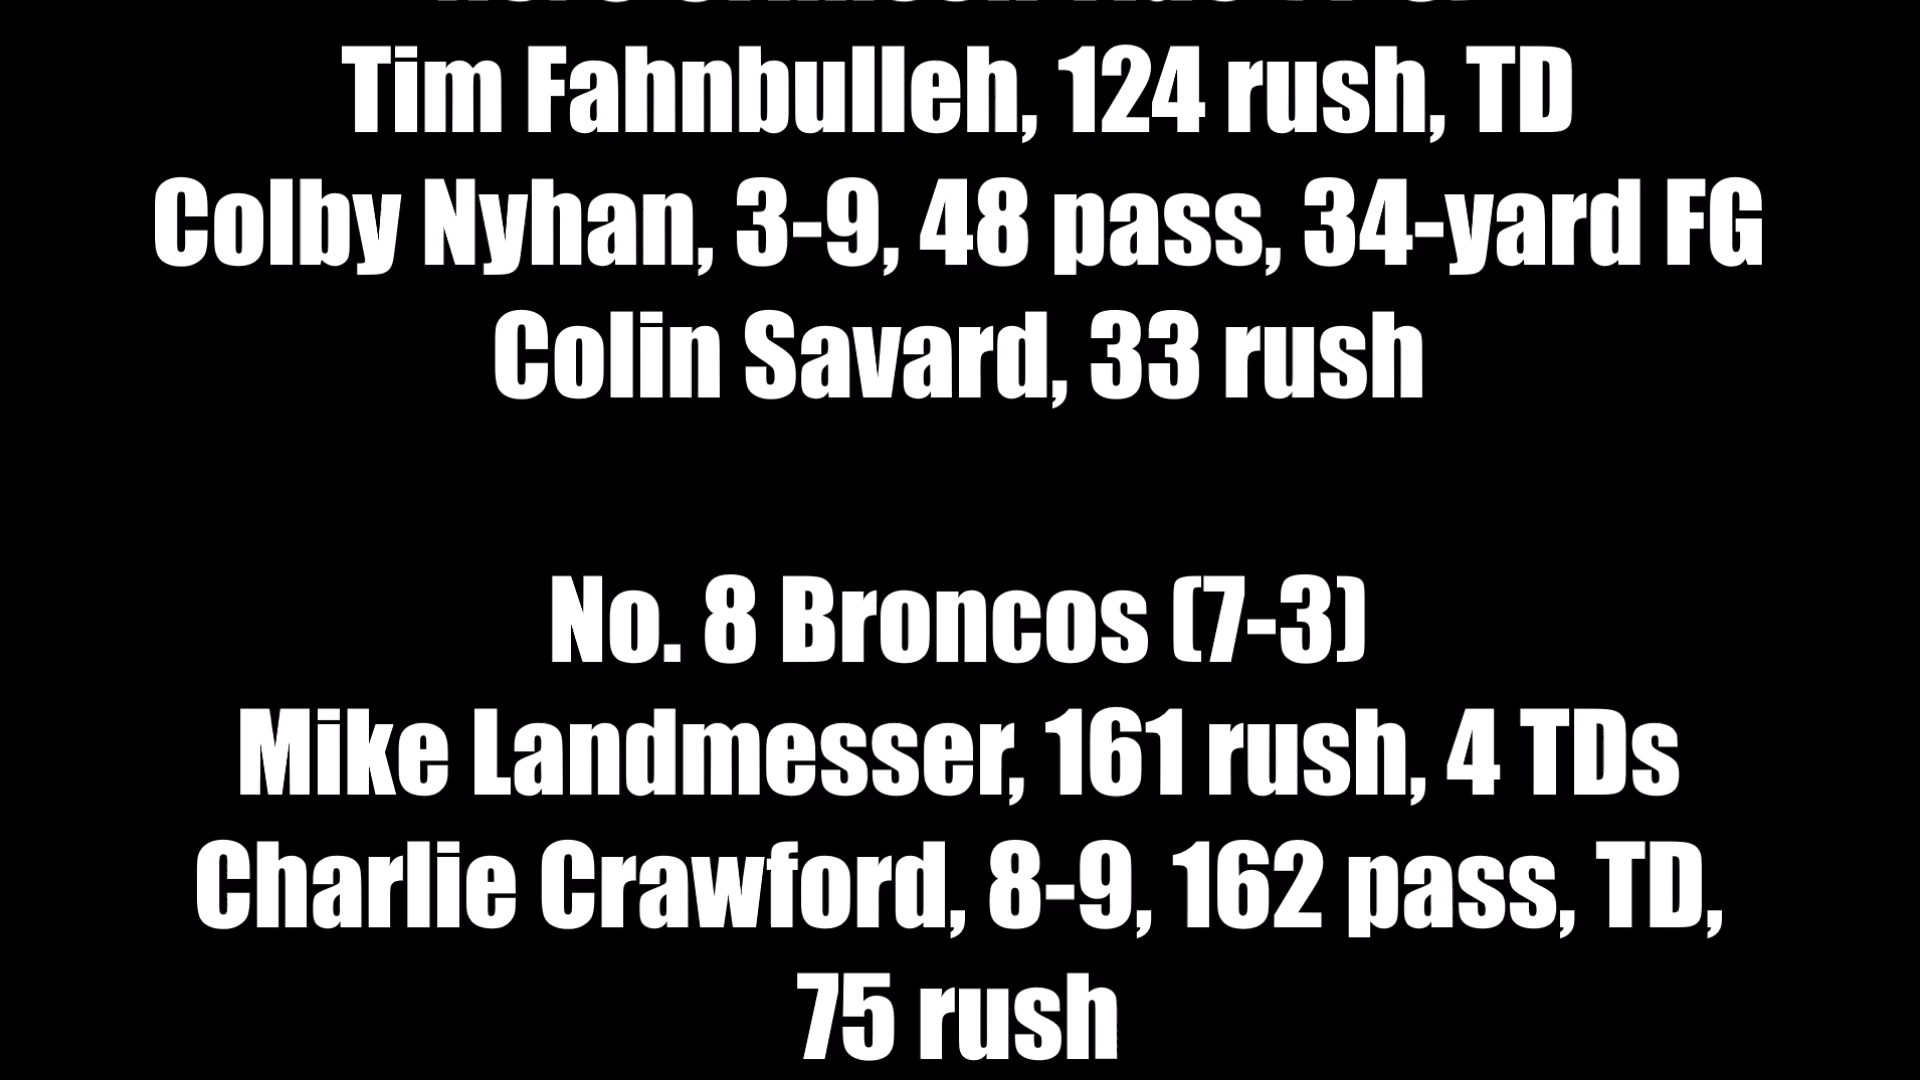 Tim Fahnbulleh, 124 rush, TD
Colby Nyhan, 3-9, 48 pass, 34-yard FG
Colin Savard, 33 rush
No. 8 Broncos (7-3)
Mike Landmesser, 161 rush, 4 TDs
Charlie Crawford, 8-9, 162 pass, TD,
75 rush